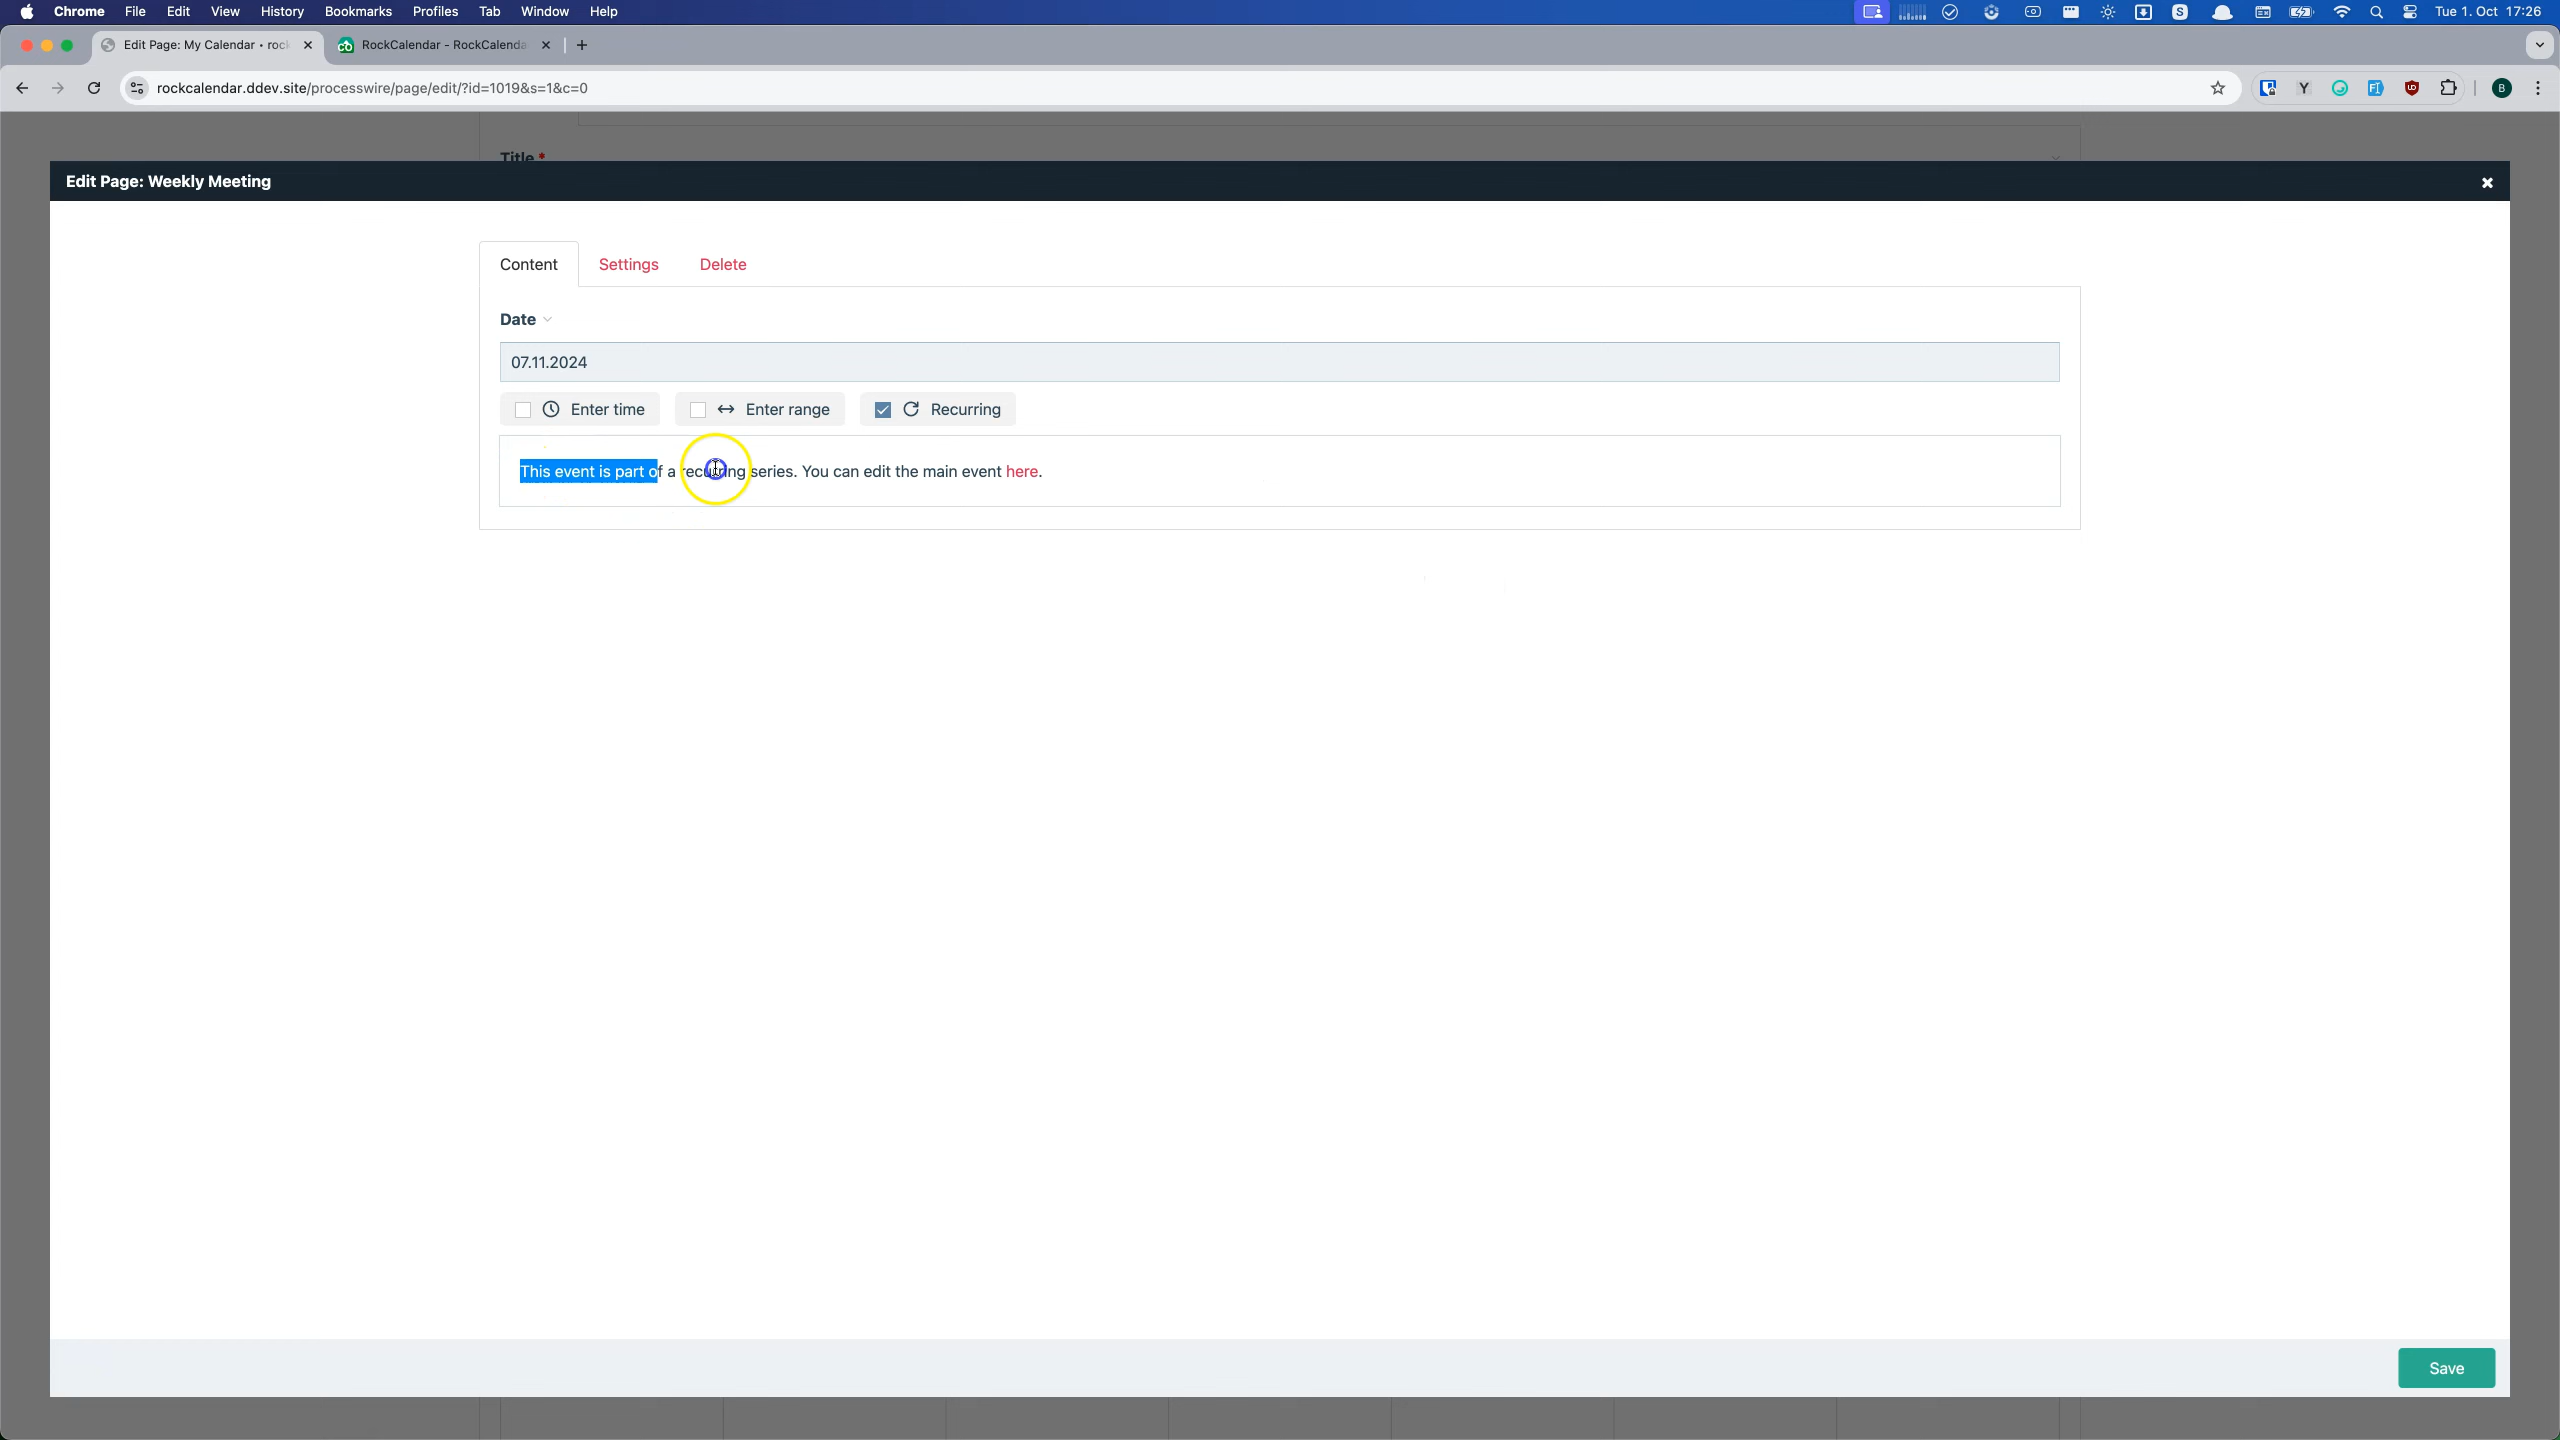 Chrome File Edit View History Bookmarks Profiles Tab Window Help
Tue 1. Oct 17:26
Edit Page: My Calendar • rock
RockCalendar - RockCalenda
rockcalendar.ddev.site/processwire/page/edit/?id=1019&s=1&c=0
Title *
Edit Page: Weekly Meeting
Content Settings Delete
Date
07.11.2024
Enter time Enter range Recurring
This event is part of a recurring series. You can edit the main event here.
Save